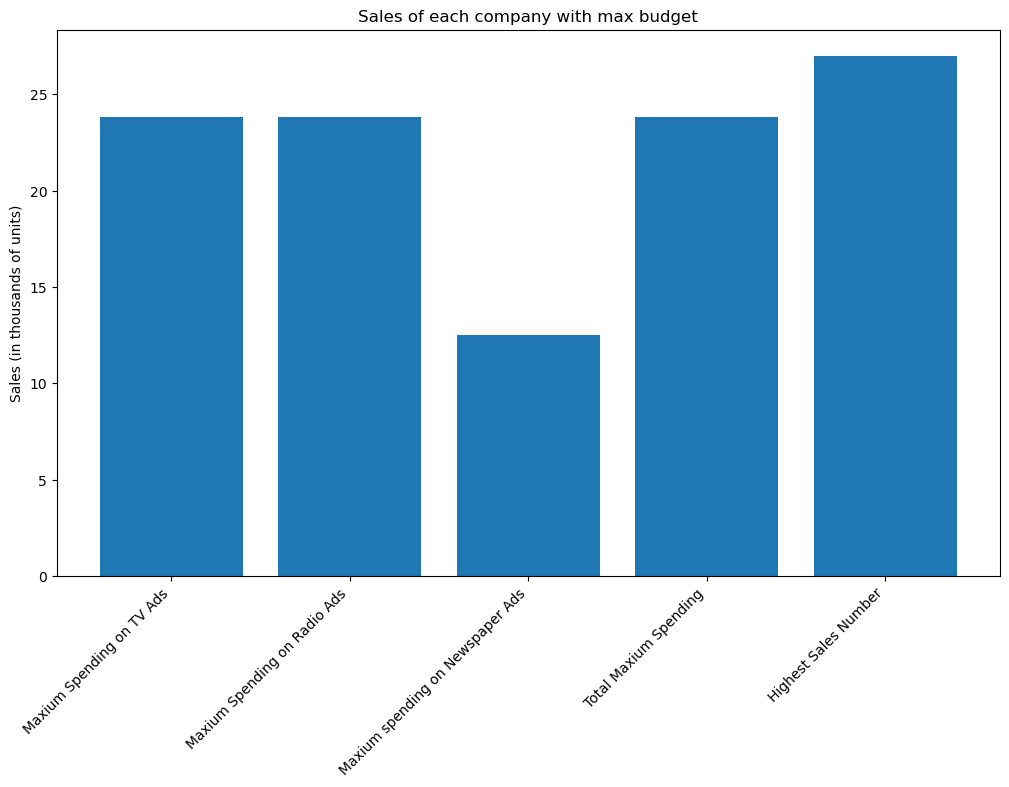 Sales of each company with max budget
Sales (in thousands of units)
25
20
15
10
5
0
Maxium Spending on TV Ads
Maxium Spending on Radio Ads
Maxium spending on Newspaper Ads
Total Maxium Spending
Highest Sales Number